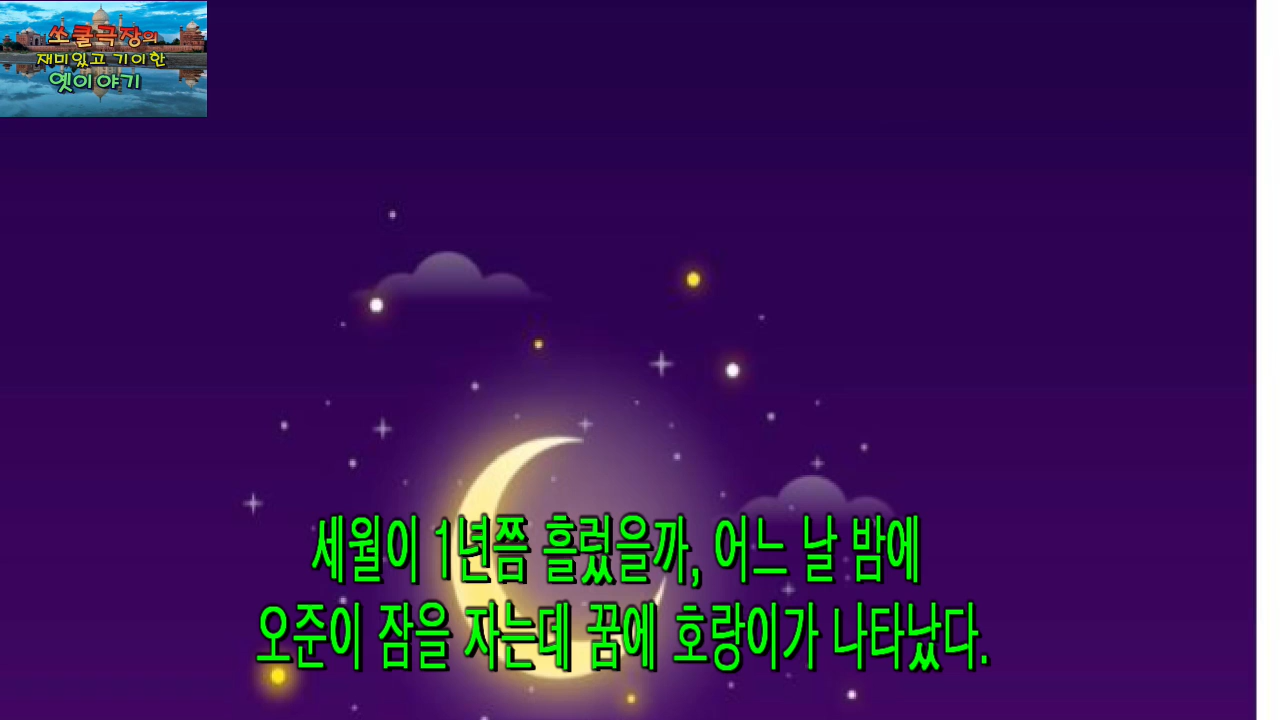 쏘쿨극장의
재미있고 기이한
옛이야기
세월이 1년쯤 흘렀을까, 어느 날 밤에
오준이 잠을 자는데 꿈에 호랑이가 나타났다.